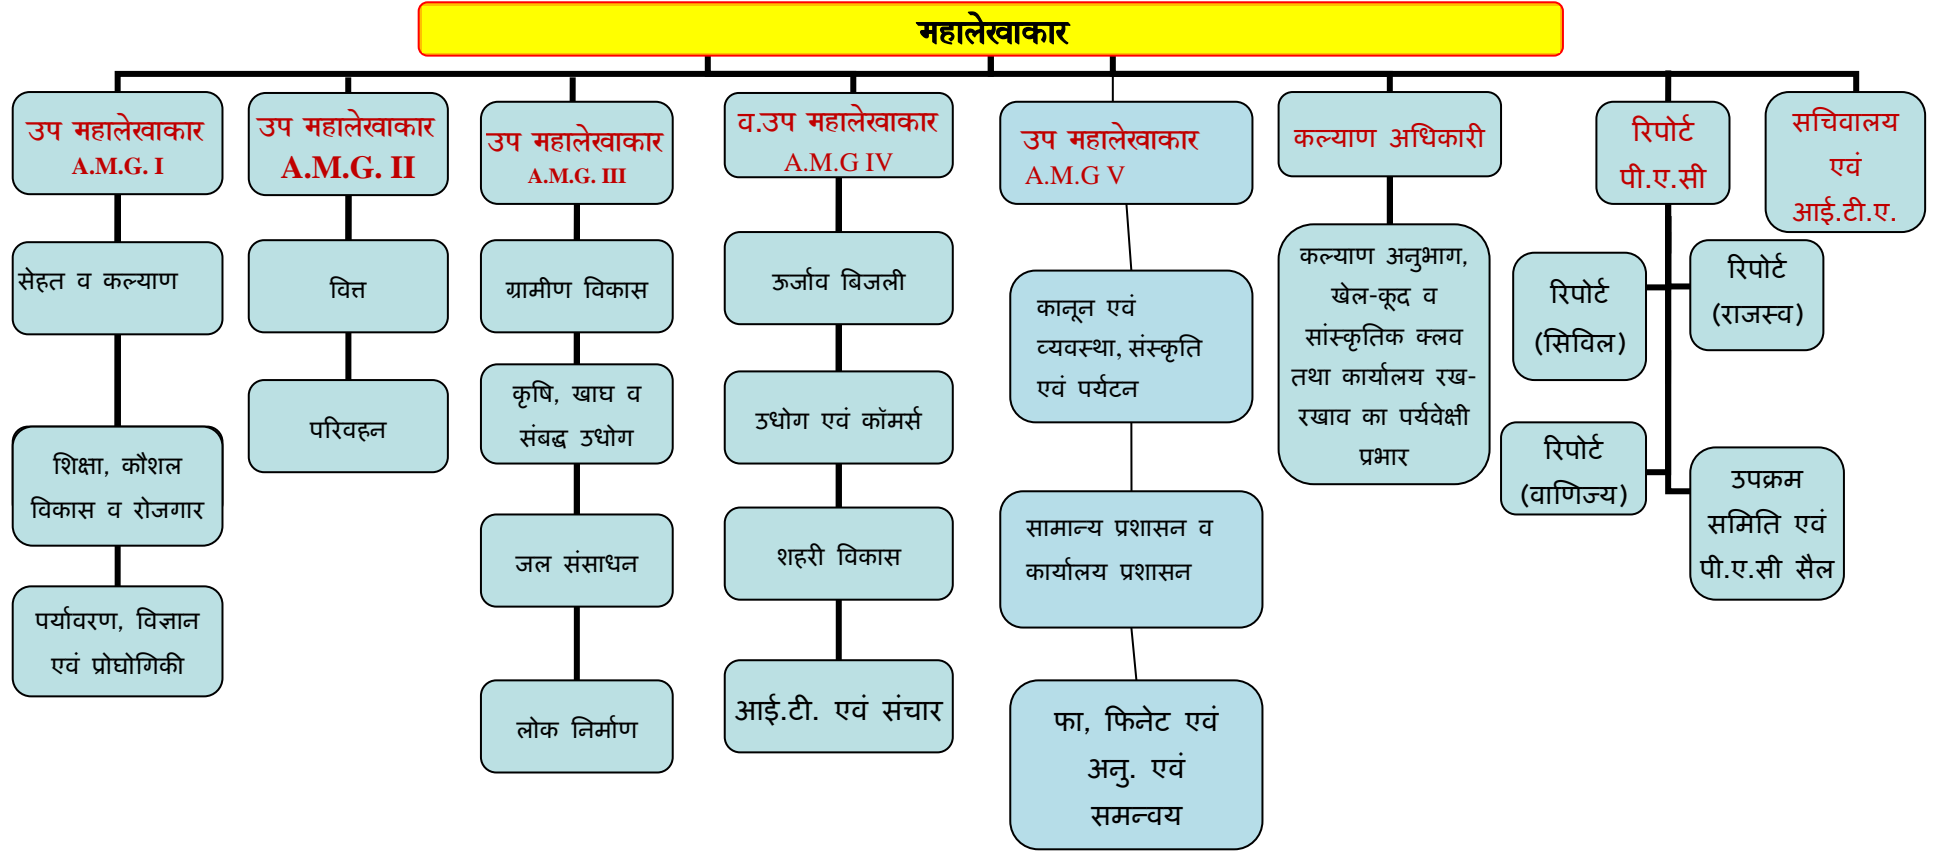 महालेखाकार
उप महालेखाकार
A.M.G. I
सेहत व कल्याण
शिक्षा, कौशल
विकास व रोजगार
पर्यावरण, विज्ञान
एवं प्रोघोगिकी
उप महालेखाकार
A.M.G. II
वित्त
परिवहन
उप महालेखाकार
A.M.G. III
ग्रामीण विकास
कृषि, खाघ व
संबद्ध उधोग
जल संसाधन
लोक निर्माण
व.उप महालेखाकार
A.M.G IV
ऊर्जाव बिजली
उधोग एवं कॉमर्स
शहरी विकास
आई.टी. एवं संचार
उप महालेखाकार
A.M.G V
कानून एवं
व्यवस्था, संस्कृति
एवं पर्यटन
सामान्य प्रशासन व
कार्यालय प्रशासन
फा, फिनेट एवं
अनु. एवं
समन्वय
कल्याण अधिकारी
कल्याण अनुभाग,
खेल-कूद व
सांस्कृतिक क्लव
तथा कार्यालय रख-
रखाव का पर्यवेक्षी
प्रभार
रिपोर्ट
पी.ए.सी
रिपोर्ट
(सिविल)
रिपोर्ट
(राजस्व)
रिपोर्ट
(वाणिज्य)
उपक्रम
समिति एवं
पी.ए.सी सैल
सचिवालय
एवं
आई.टी.ए.